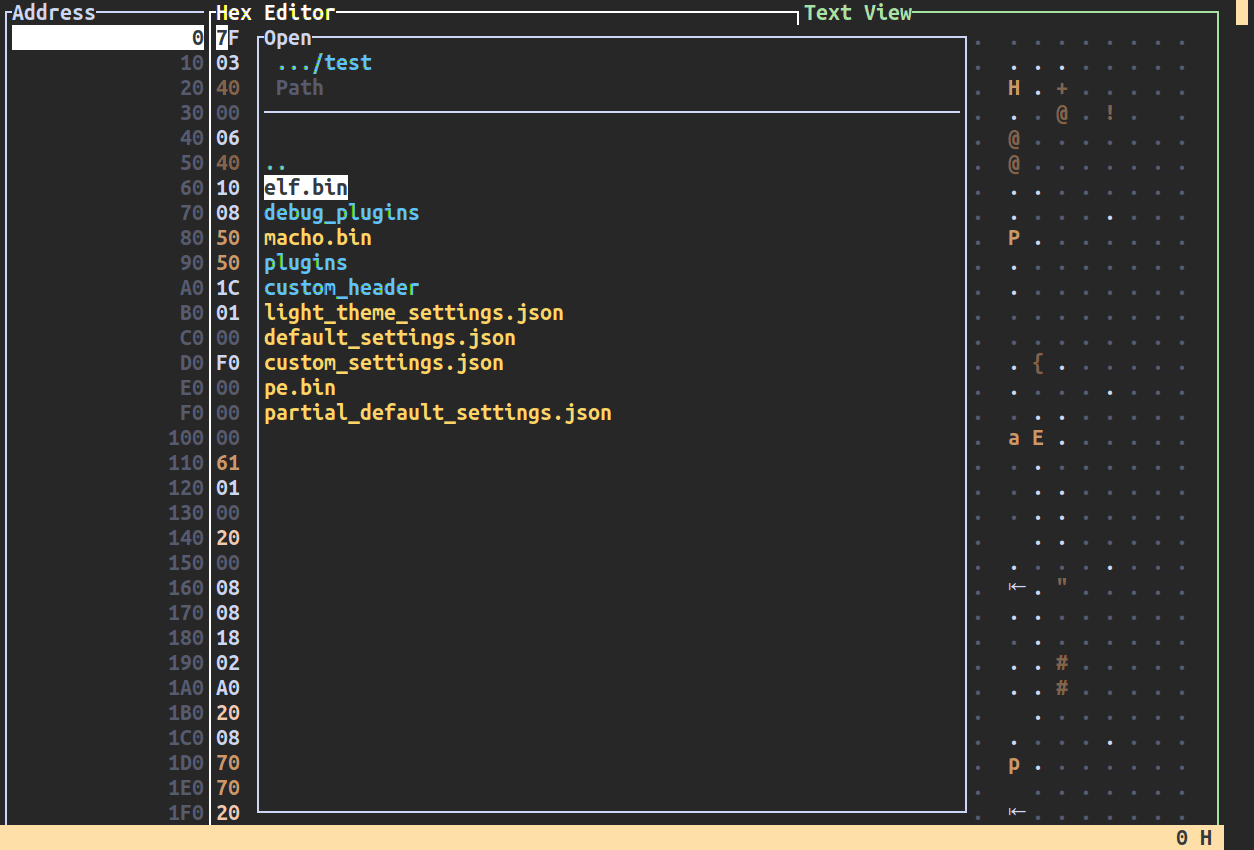 Address Hex Editor Text View
0 7F Open . . . . . . . . .
10 03 .../test . . . . . . . . .
20 40 Path . H . + . . . . .
30 00 . . . @ . ! . .
40 06 . @ . . . . . . .
50 40 .. . @ . . . . . . .
60 10 elf.bin . . . . . . . . .
70 08 debug_plugins . . . . . . . . .
80 50 macho.bin . P . . . . . . .
90 50 plugins . . . . . . . . .
A0 1C custom_header . . . . . . . . .
B0 01 light_theme_settings.json . . . . . . . . .
C0 00 default_settings.json . . . . . . . . .
D0 F0 custom_settings.json . . { . . . . . .
E0 00 pe.bin . . . . . . . . .
F0 00 partial_default_settings.json . . . . . . . . .
100 00 . a E . . . . . .
110 61 . . . . . . . . .
120 01 . . . . . . . . .
130 00 . . . . . . . . .
140 20 . . . . . . . .
150 00 . . . . . . . . .
160 08 . ⇤ . " . . . . .
170 08 . . . . . . . . .
180 18 . . . . . . . . .
190 02 . . . # . . . . .
1A0 A0 . . . # . . . . .
1B0 20 . . . . . . . .
1C0 08 . . . . . . . . .
1D0 70 . p . . . . . . .
1E0 70 . . . . . . . .
1F0 20 . ⇤ . . . . . . .
0 H